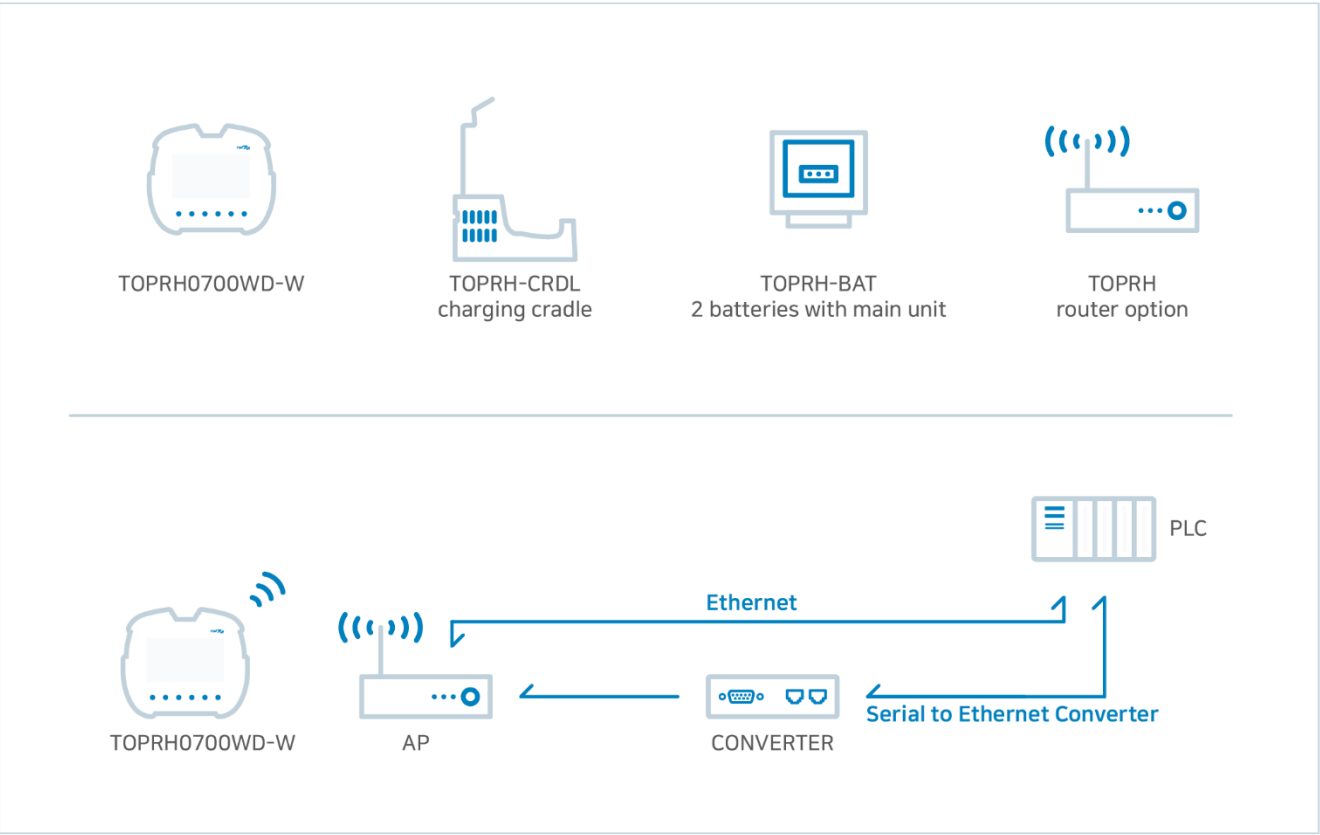 TOPRH0700WD-W
TOPRH-CRDL
charging cradle
TOPRH-BAT
2 batteries with main unit
TOPRH
router option
PLC
Ethernet
Serial to Ethernet Converter
TOPRH0700WD-W
AP
CONVERTER